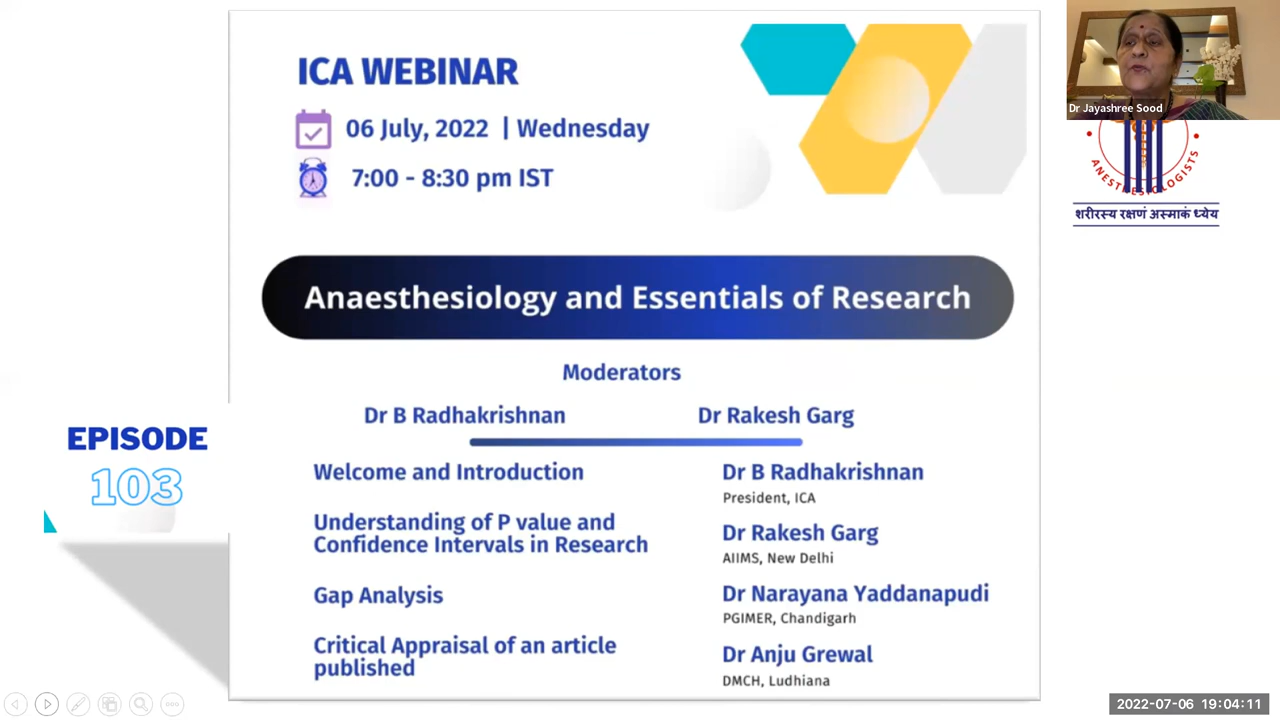 ICA WEBINAR
06 July, 2022 | Wednesday
7:00 - 8:30 pm IST
Dr Jayashree Sood
ANESTHESIOLOGISTS
शरीरस्य रक्षणं अस्माकं ध्येय
Anaesthesiology and Essentials of Research
Moderators
Dr B Radhakrishnan
Dr Rakesh Garg
EPISODE
103
Welcome and Introduction
Dr B Radhakrishnan
President, ICA
Understanding of P value and
Confidence Intervals in Research
Dr Rakesh Garg
AIIMS, New Delhi
Gap Analysis
Dr Narayana Yaddanapudi
PGIMER, Chandigarh
Critical Appraisal of an article
published
Dr Anju Grewal
DMCH, Ludhiana
2022-07-06 19:04:11